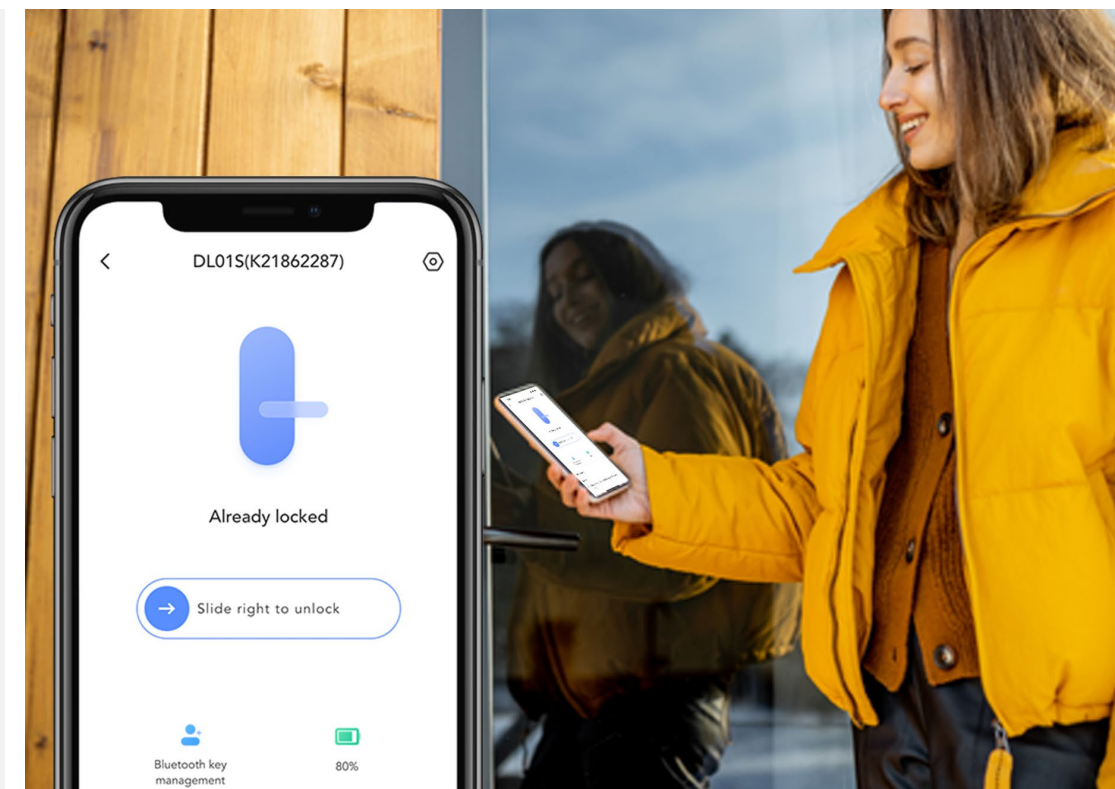 DL01S(K21862287)
Already locked
Slide right to unlock
Bluetooth key
management
80%